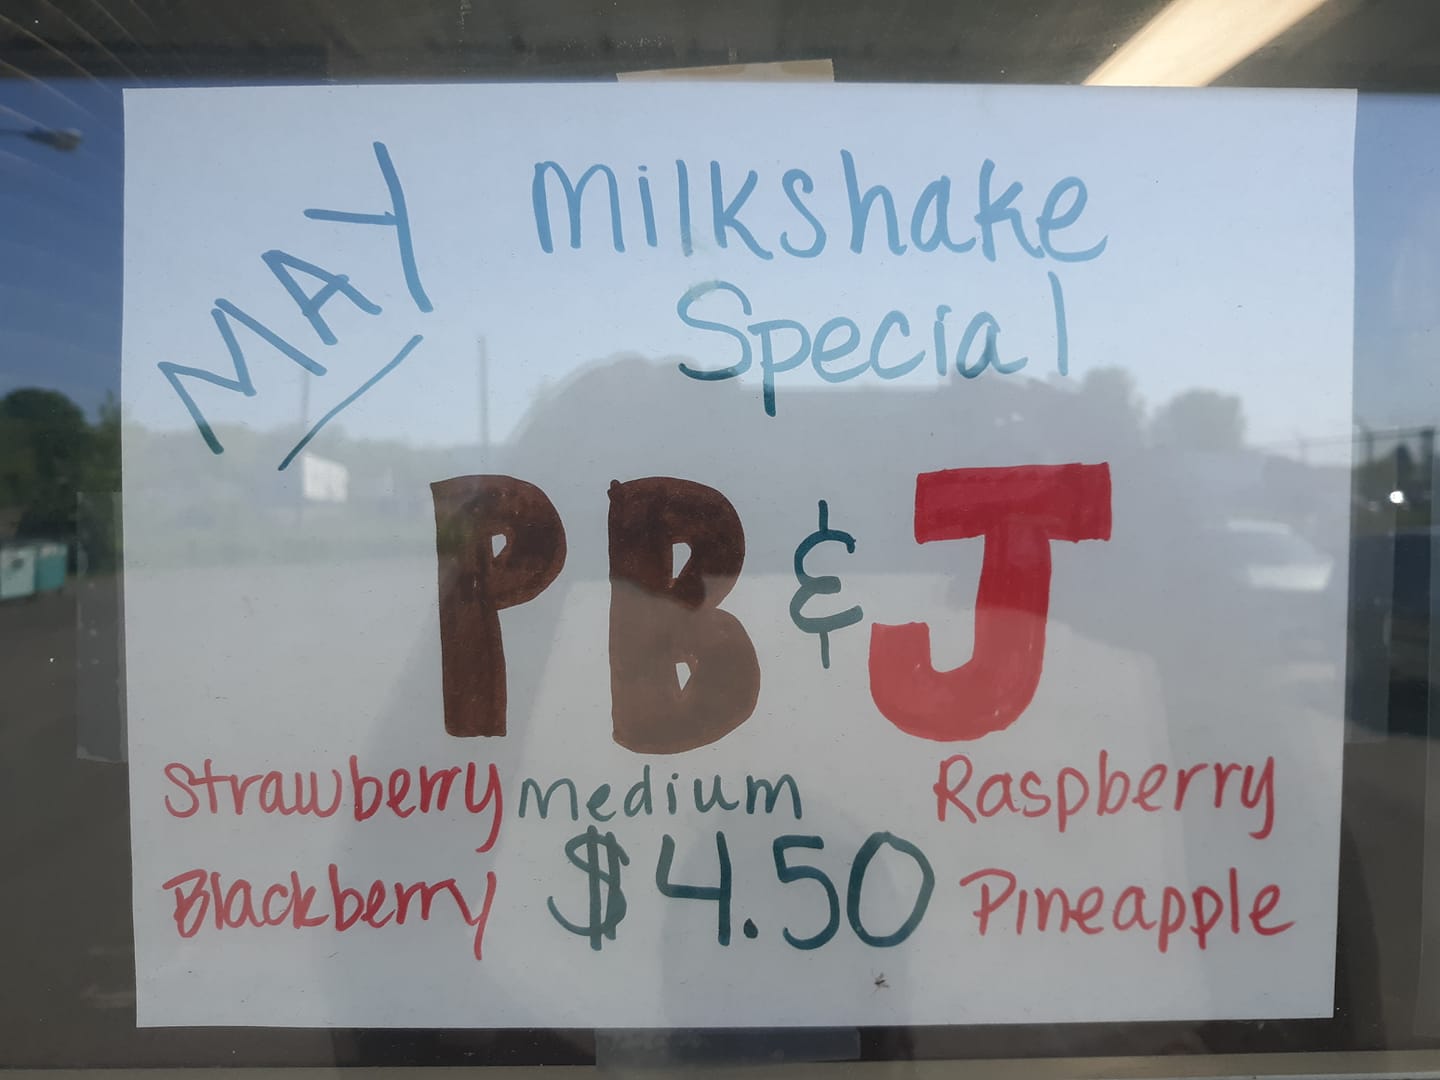 MAY
Milkshake
Special
PB & J
Strawberry medium Raspberry
Blackberry $4.50 Pineapple